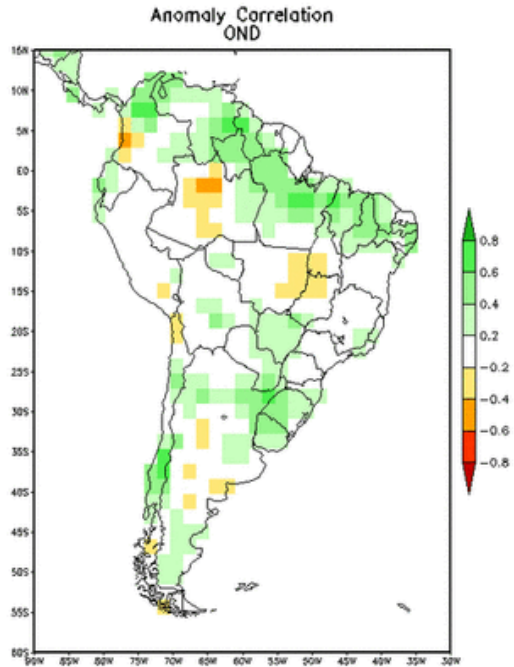 Anomaly Correlation
OND
15N
10N
5N
EQ
5S
10S
15S
20S
25S
30S
35S
40S
45S
50S
55S
60S
90W 85W 80W 75W 70W 65W 60W 55W 50W 45W 40W 35W 30W
0.8
0.6
0.4
0.2
-0.2
-0.4
-0.6
-0.8